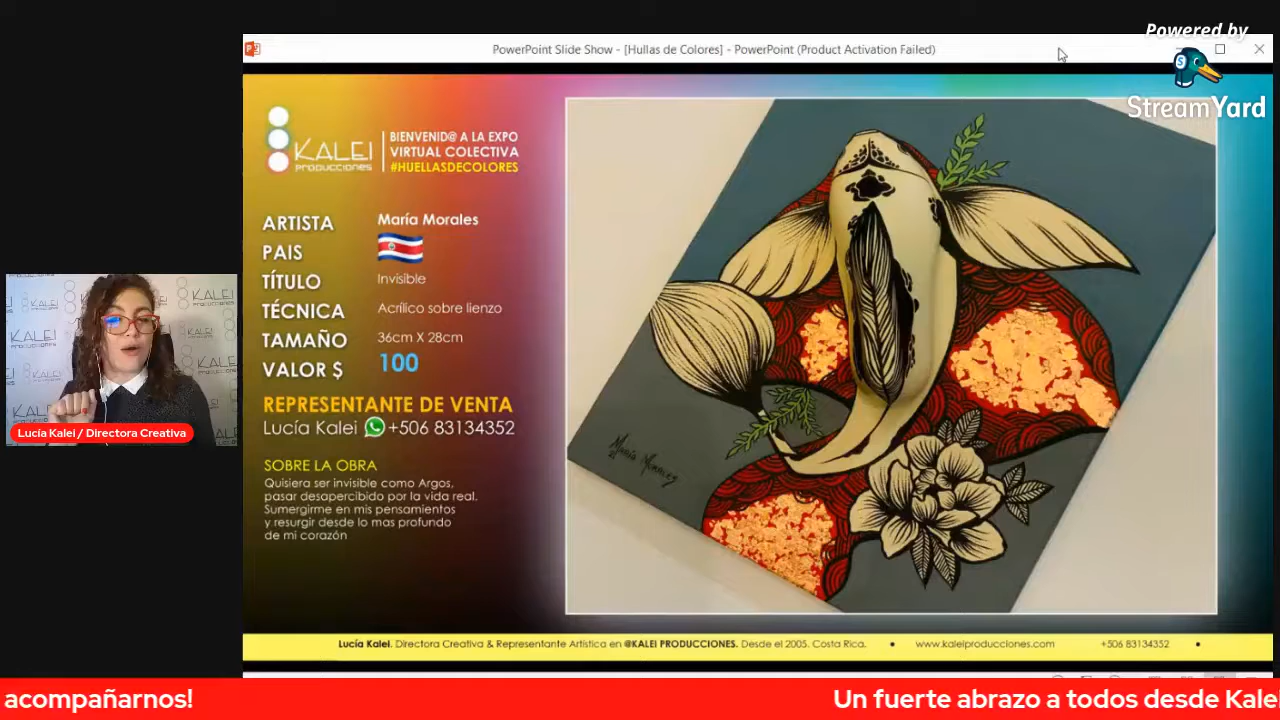 Powered by
StreamYard
PowerPoint Slide Show - [Hullas de Colores] - PowerPoint (Product Activation Failed)
KALEI
PRODUCCIONES
BIENVENID@ A LA EXPO
VIRTUAL COLECTIVA
#HUELLASDECOLORES
ARTISTA María Morales
PAIS
TÍTULO Invisible
TÉCNICA Acrílico sobre lienzo
TAMAÑO 36cm X 28cm
VALOR $ 100
REPRESENTANTE DE VENTA
Lucía Kalei +506 83134352
SOBRE LA OBRA
Quisiera ser invisible como Argos,
pasar desapercibido por la vida real.
Sumergirme en mis pensamientos
y resurgir desde lo mas profundo
de mi corazón
María Morales
KALEI
Lucía Kalei / Directora Creativa
Lucía Kalei. Directora Creativa & Representante Artística en @KALEI PRODUCCIONES. Desde el 2005. Costa Rica. • www.kaleiproducciones.com +506 83134352 •
acompañarnos! Un fuerte abrazo a todos desde Kalei